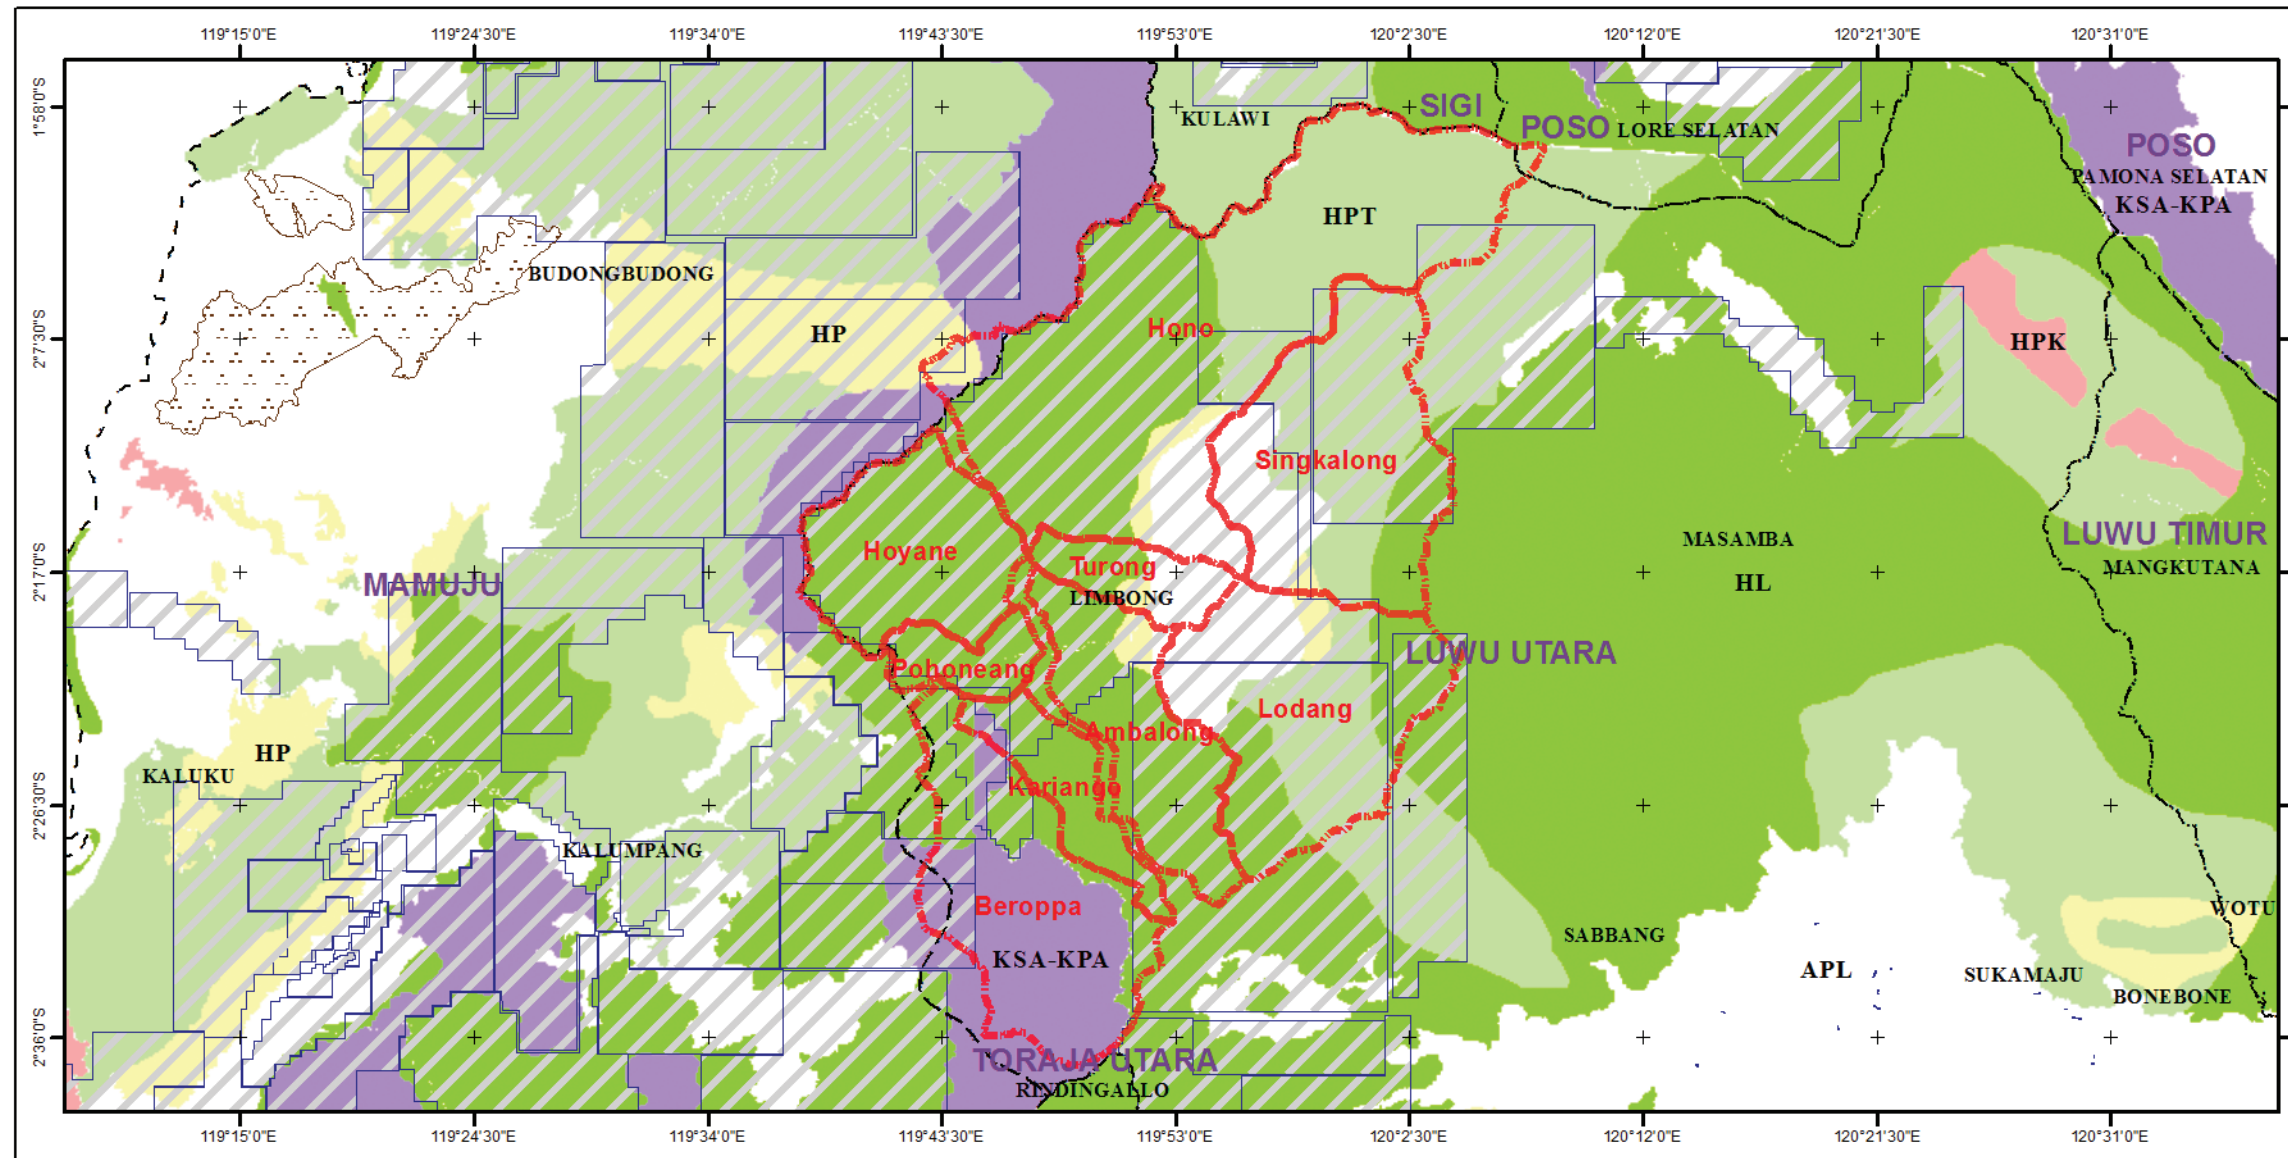 119°15'0"E
119°24'30"E
119°34'0"E
119°43'30"E
119°53'0"E
120°2'30"E
120°12'0"E
120°21'30"E
120°31'0"E
1°58'0"S
KULAWI
SIGI
POSO
LORE SELATAN
POSO
PAMONA SELATAN
KSA-KPA
HPT
BUDONGBUDONG
HP
Hono
2°7'30"S
HPK
Singkalong
LUWU TIMUR
MASAMBA
Hoyane
Turong
MANGKUTANA
2°17'0"S
MAMUJU
HL
LIMBONG
LUWU UTARA
Pohoneang
Lodang
Ambalong
HP
KALUKU
Kariango
2°26'30"S
KALUMPANG
Beroppa
WOTU
SABBANG
KSA-KPA
APL
SUKAMAJU
BONEBONE
2°36'0"S
TORAJA UTARA
RINDINGALLO
119°15'0"E
119°24'30"E
119°34'0"E
119°43'30"E
119°53'0"E
120°2'30"E
120°12'0"E
120°21'30"E
120°31'0"E